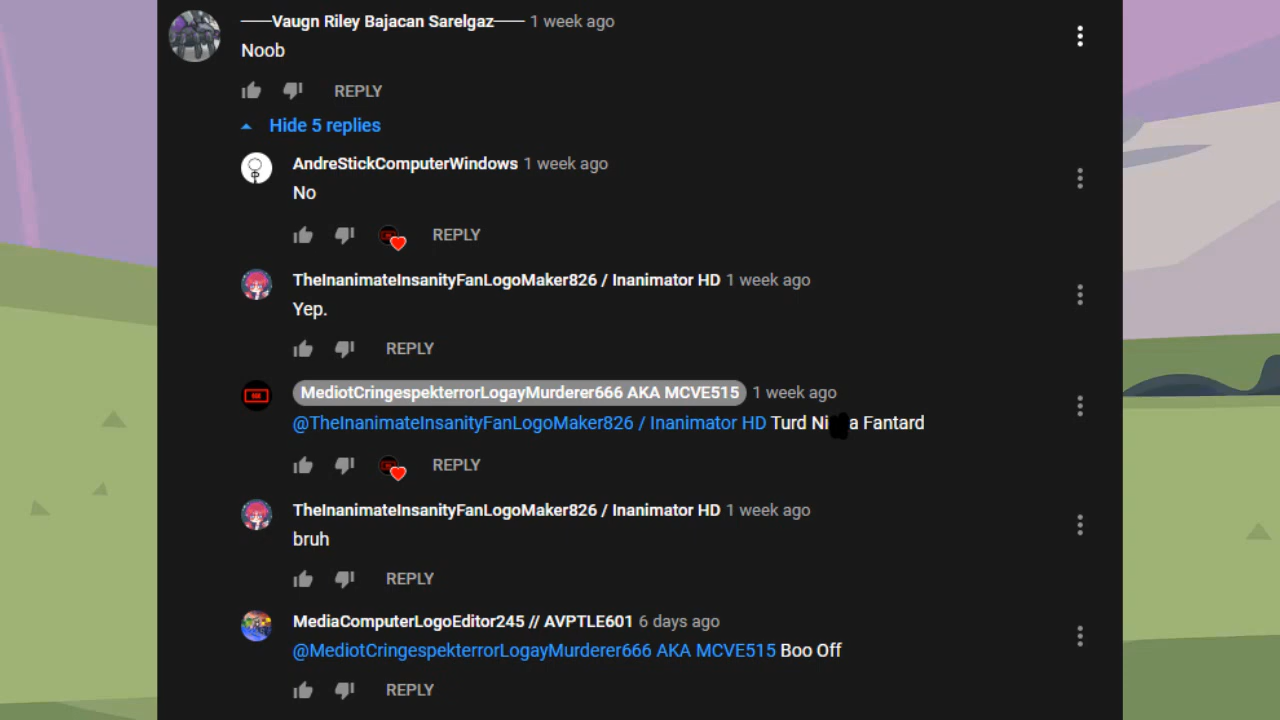 ——Vaugn Riley Bajacan Sarelgaz—— 1 week ago
Noob
REPLY
Hide 5 replies
AndreStickComputerWindows 1 week ago
No
REPLY
TheInanimateInsanityFanLogoMaker826 / Inanimator HD 1 week ago
Yep.
REPLY
MediotCringespekterrorLogayMurderer666 AKA MCVE515 1 week ago
@TheInanimateInsanityFanLogoMaker826 / Inanimator HD Turd Ni a Fantard
REPLY
TheInanimateInsanityFanLogoMaker826 / Inanimator HD 1 week ago
bruh
REPLY
MediaComputerLogoEditor245 // AVPTLE601 6 days ago
@MediotCringespekterrorLogayMurderer666 AKA MCVE515 Boo Off
REPLY